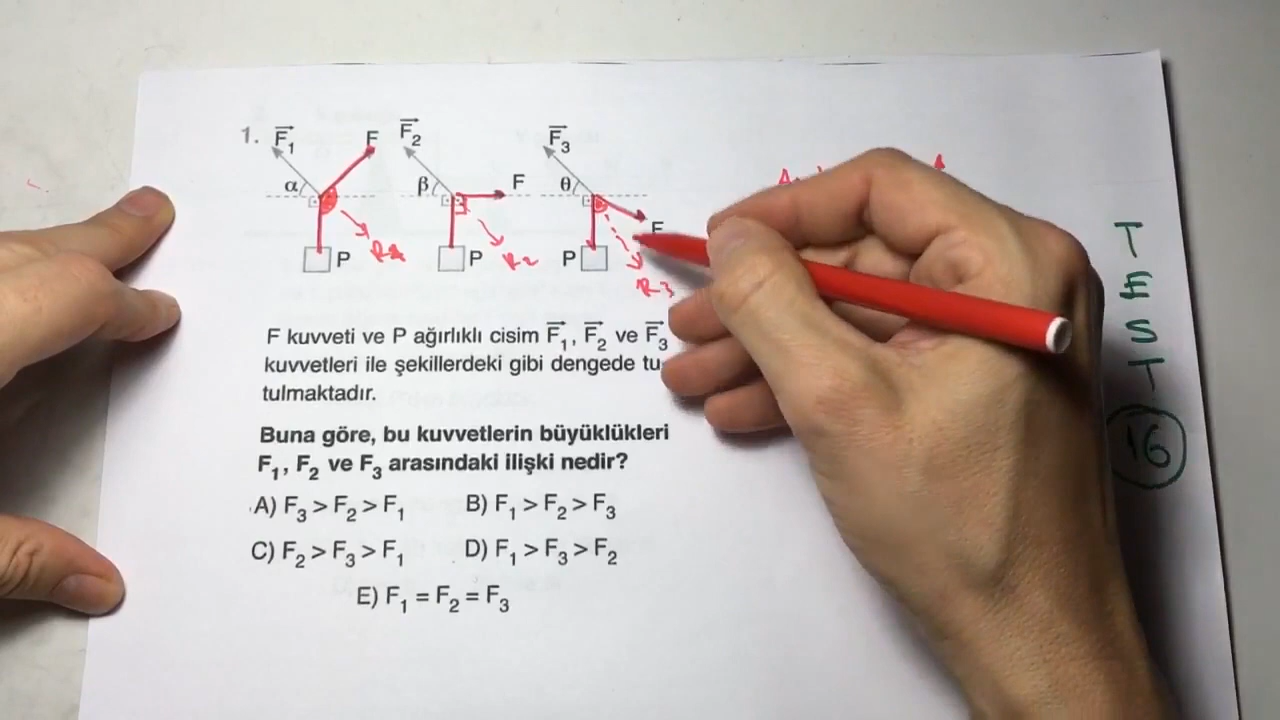 1. F₁ F F₂ F₃
α β F θ
F
P R1 P R2 P R3
F kuvveti ve P ağırlıklı cisim F₁, F₂ ve F₃
kuvvetleri ile şekillerdeki gibi dengede tu-
tulmaktadır.
Buna göre, bu kuvvetlerin büyüklükleri
F₁, F₂ ve F₃ arasındaki ilişki nedir?
A) F₃ > F₂ > F₁ B) F₁ > F₂ > F₃
C) F₂ > F₃ > F₁ D) F₁ > F₃ > F₂
E) F₁ = F₂ = F₃
TEST
16